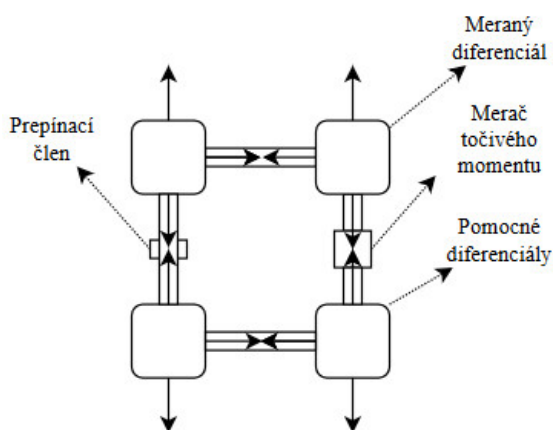 Meraný
diferenciál
Prepínací
člen
Merač
točivého
momentu
Pomocné
diferenciály